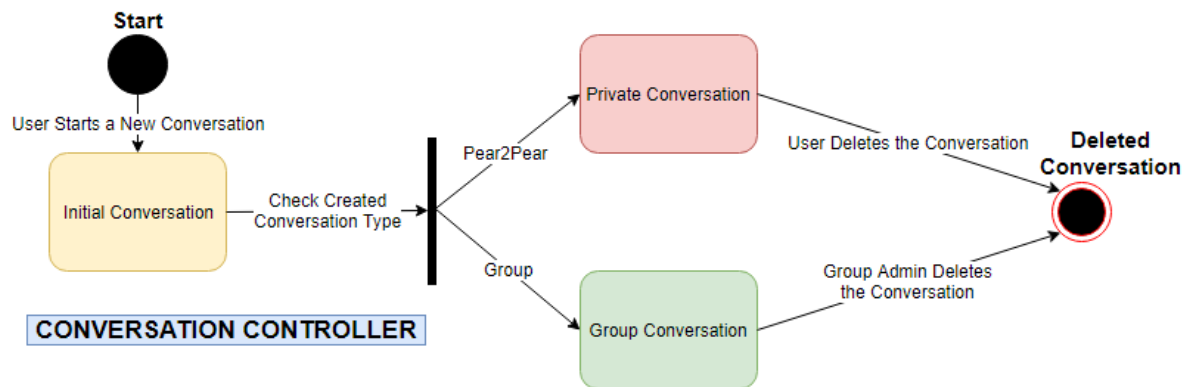 Start
User Starts a New Conversation
Initial Conversation
Check Created
Conversation Type
Pear2Pear
Group
Private Conversation
Group Conversation
User Deletes the Conversation
Group Admin Deletes
the Conversation
Deleted
Conversation
CONVERSATION CONTROLLER